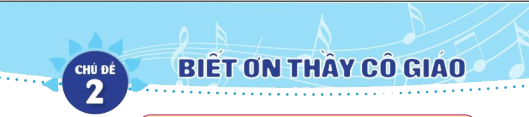 CHỦ ĐỀ
2
BIẾT ƠN THẦY CÔ GIÁO